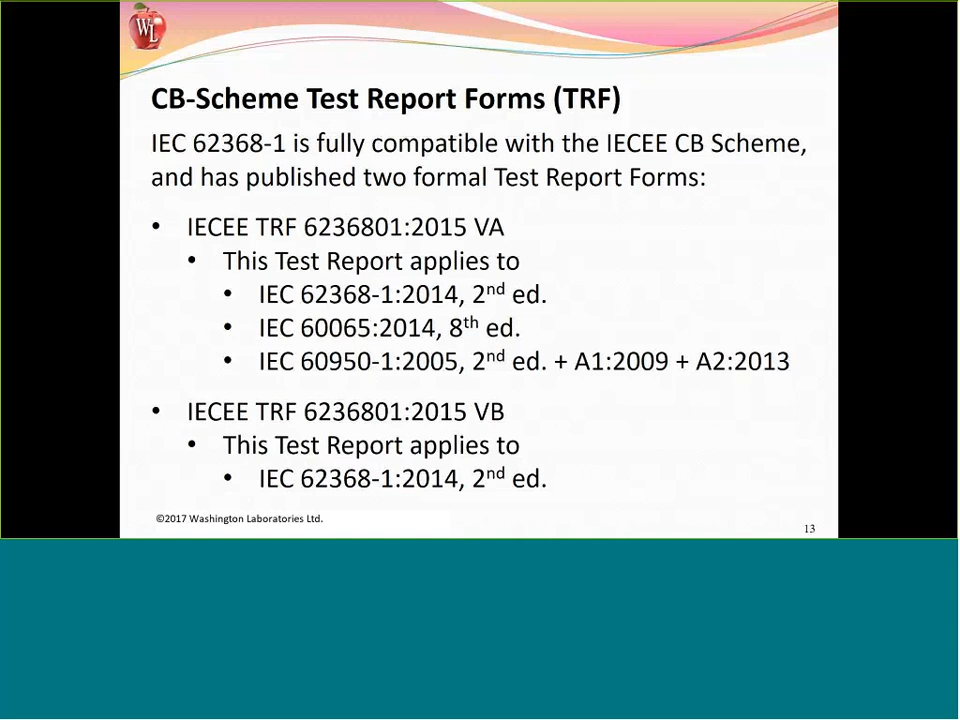 WL
CB-Scheme Test Report Forms (TRF)
IEC 62368-1 is fully compatible with the IECEE CB Scheme,
and has published two formal Test Report Forms:
• IECEE TRF 6236801:2015 VA
• This Test Report applies to
• IEC 62368-1:2014, 2nd ed.
• IEC 60065:2014, 8th ed.
• IEC 60950-1:2005, 2nd ed. + A1:2009 + A2:2013
• IECEE TRF 6236801:2015 VB
• This Test Report applies to
• IEC 62368-1:2014, 2nd ed.
©2017 Washington Laboratories Ltd.
13